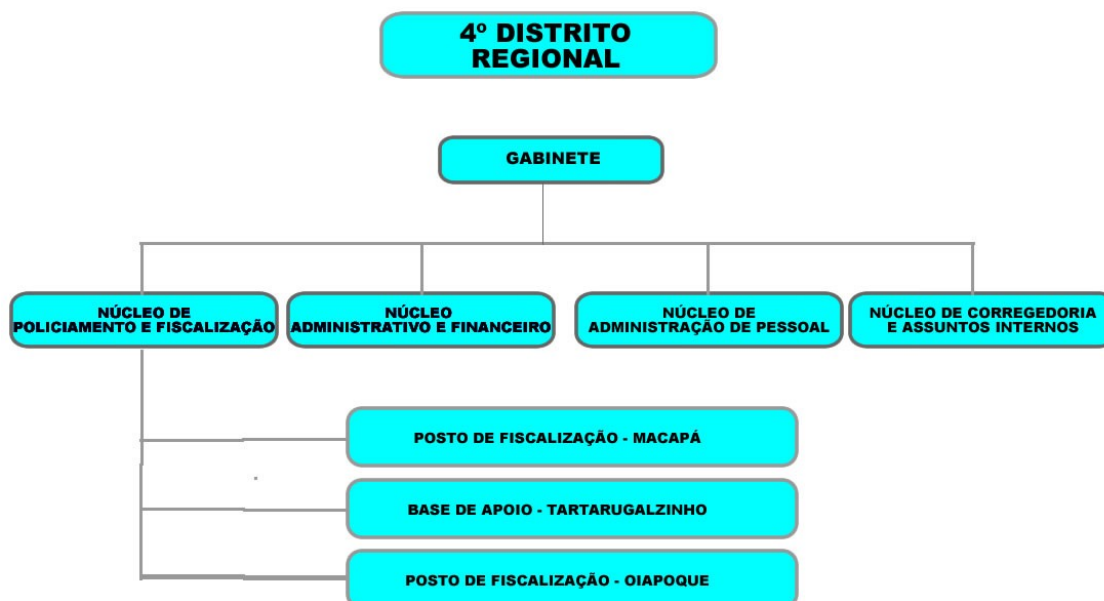 4º DISTRITO
REGIONAL
GABINETE
NÚCLEO DE
POLICIAMENTO E FISCALIZAÇÃO
NÚCLEO
ADMINISTRATIVO E FINANCEIRO
NÚCLEO DE
ADMINISTRAÇÃO DE PESSOAL
NÚCLEO DE CORREGEDORIA
E ASSUNTOS INTERNOS
POSTO DE FISCALIZAÇÃO - MACAPÁ
BASE DE APOIO - TARTARUGALZINHO
POSTO DE FISCALIZAÇÃO - OIAPOQUE